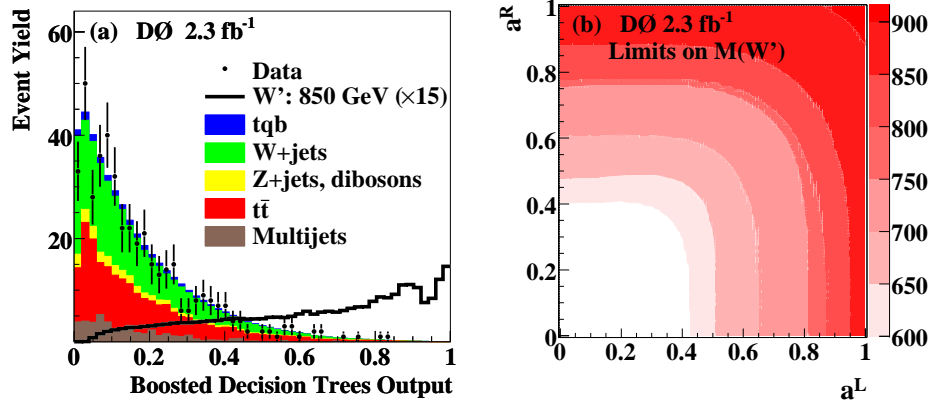 (a) DØ 2.3 fb⁻¹
Event Yield
60
40
20
0
Data
W': 850 GeV (×15)
tqb
W+jets
Z+jets, dibosons
tt̄
Multijets
0 0.2 0.4 0.6 0.8 1
Boosted Decision Trees Output
(b) DØ 2.3 fb⁻¹
Limits on M(W')
aᴿ
1
0.8
0.6
0.4
0.2
0
0 0.2 0.4 0.6 0.8 1
aᴸ
900
850
800
750
700
650
600